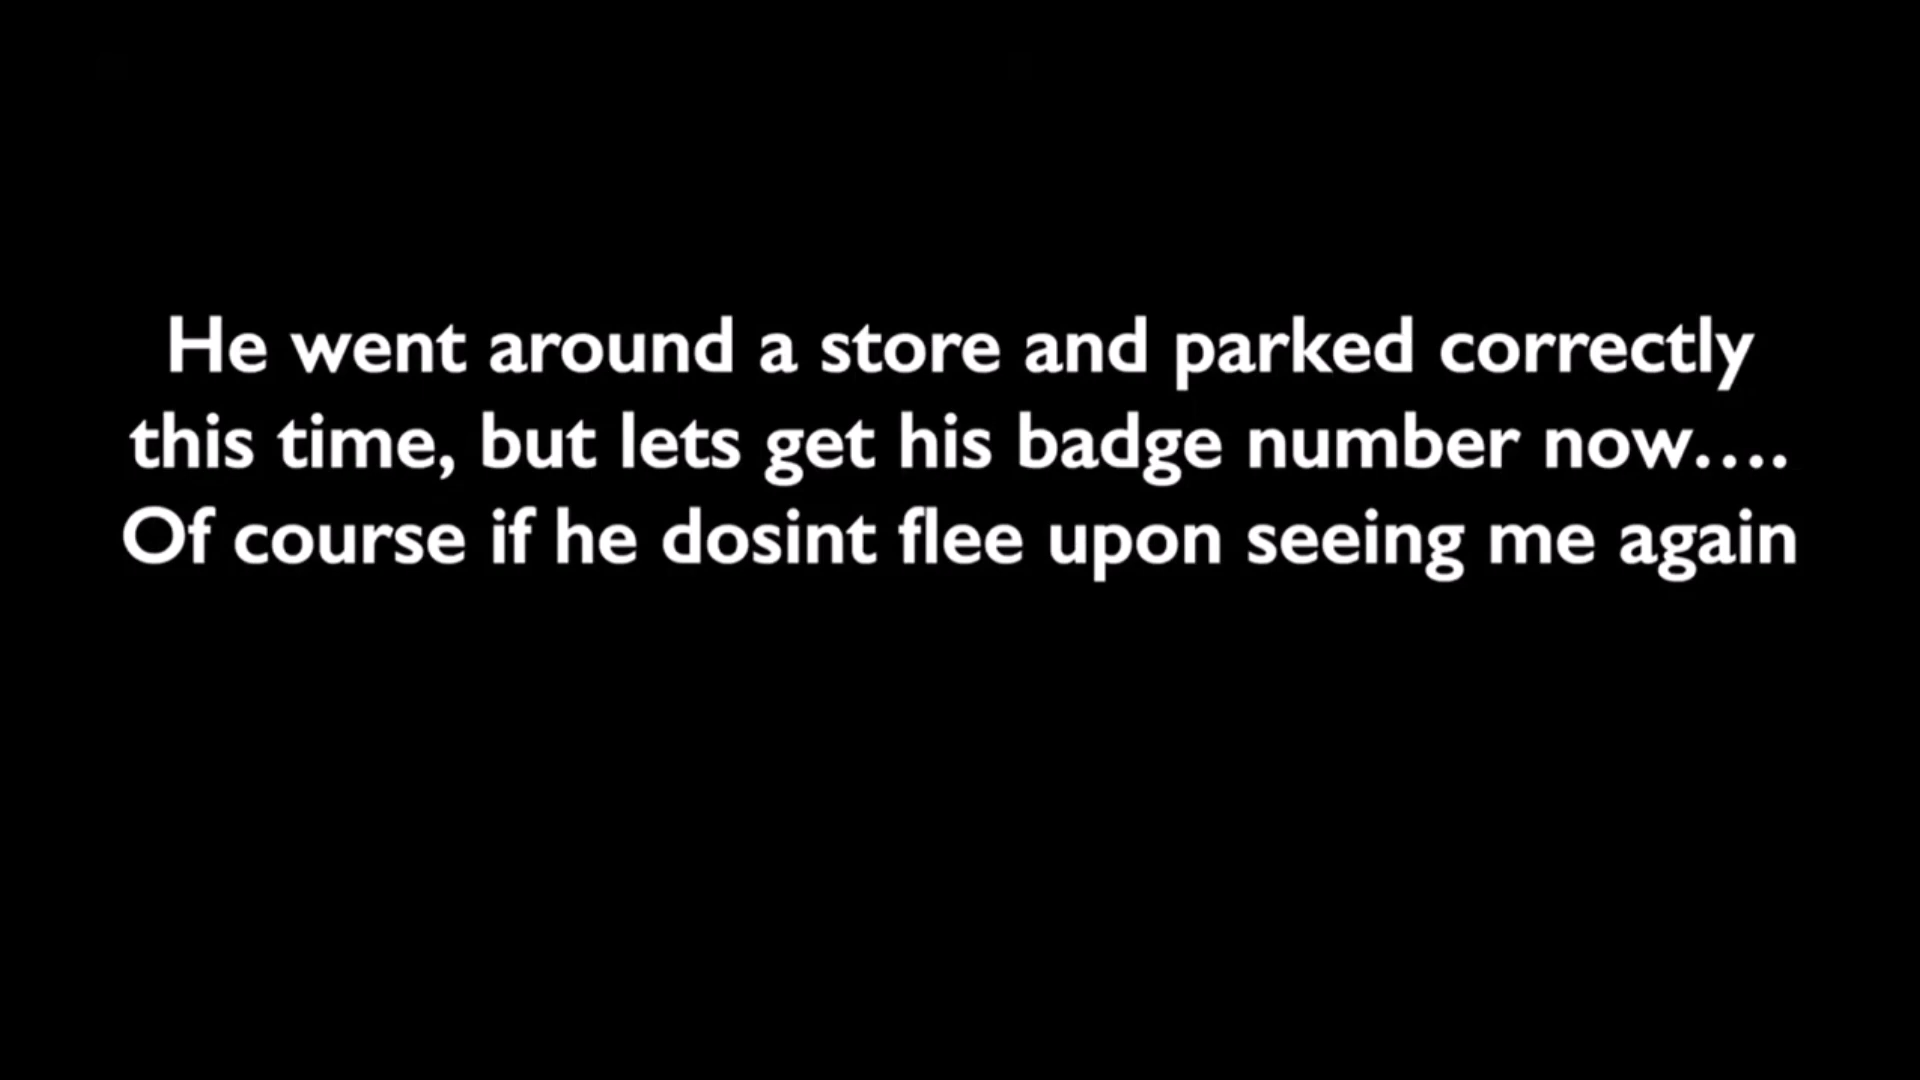 He went around a store and parked correctly
this time, but lets get his badge number now....
Of course if he dosint flee upon seeing me again